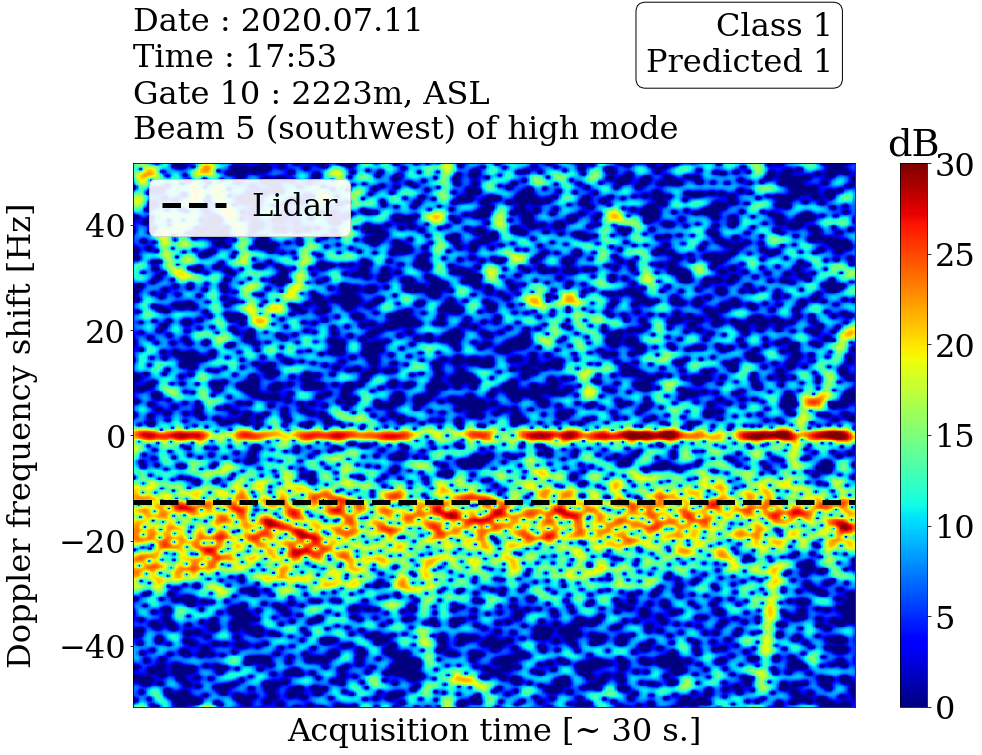 Date : 2020.07.11
Time : 17:53
Gate 10 : 2223m, ASL
Beam 5 (southwest) of high mode
Class 1
Predicted 1
dB
Lidar
Doppler frequency shift [Hz]
40
20
0
−20
−40
30
25
20
15
10
5
0
Acquisition time [~ 30 s.]